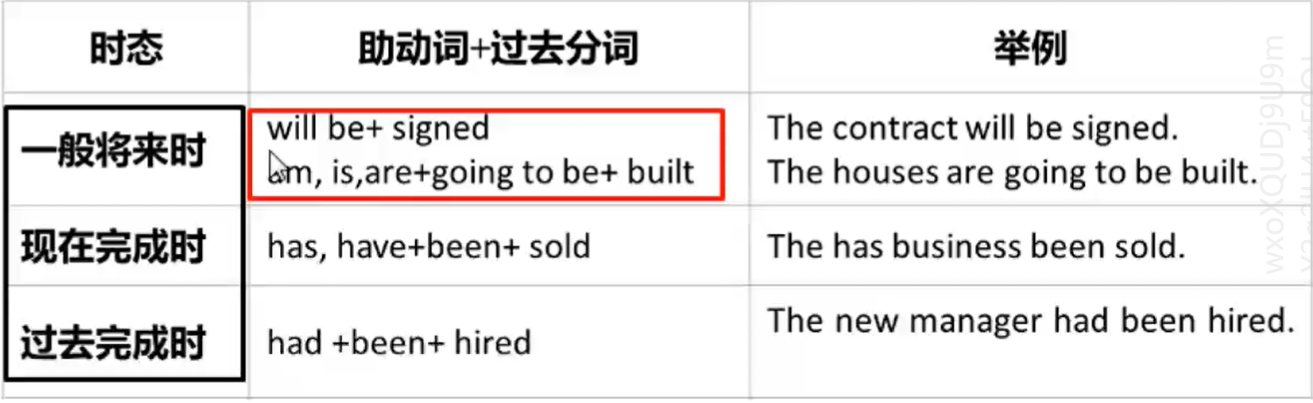 时态 助动词+过去分词 举例
一般将来时
will be+ signed
am, is,are+going to be+ built
The contract will be signed.
The houses are going to be built.
现在完成时 has, have+been+ sold The has business been sold.
过去完成时 had +been+ hired The new manager had been hired.
wxoXQUDj9U9m